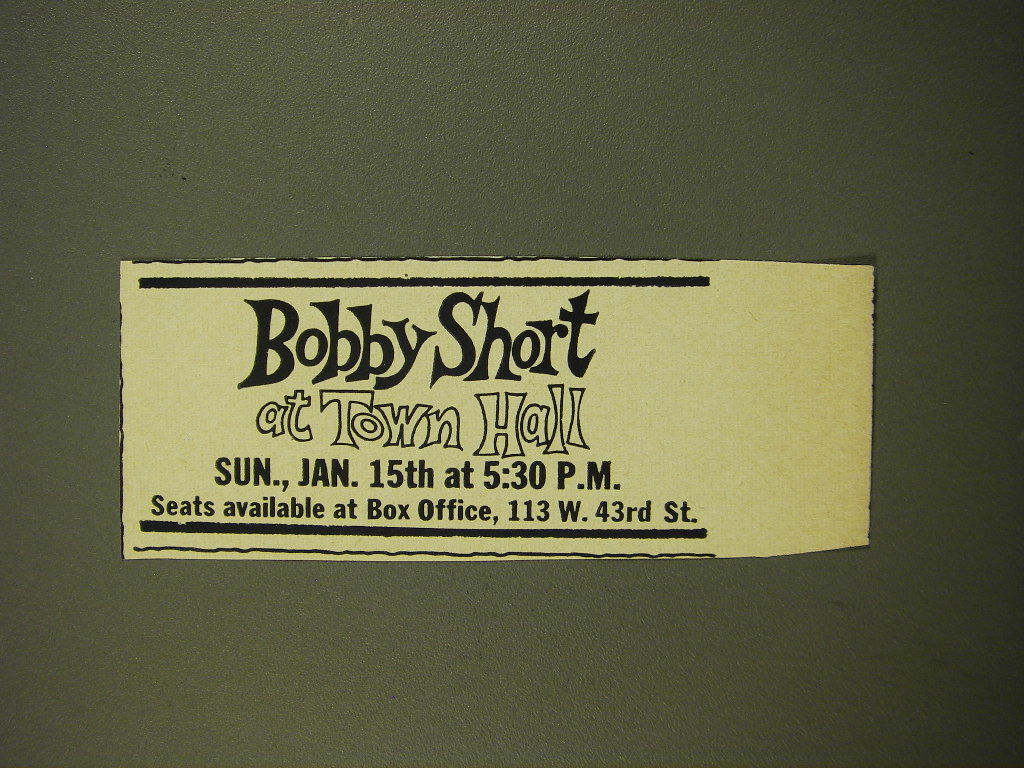 Bobby Short
at Town Hall
SUN., JAN. 15th at 5:30 P.M.
Seats available at Box Office, 113 W. 43rd St.